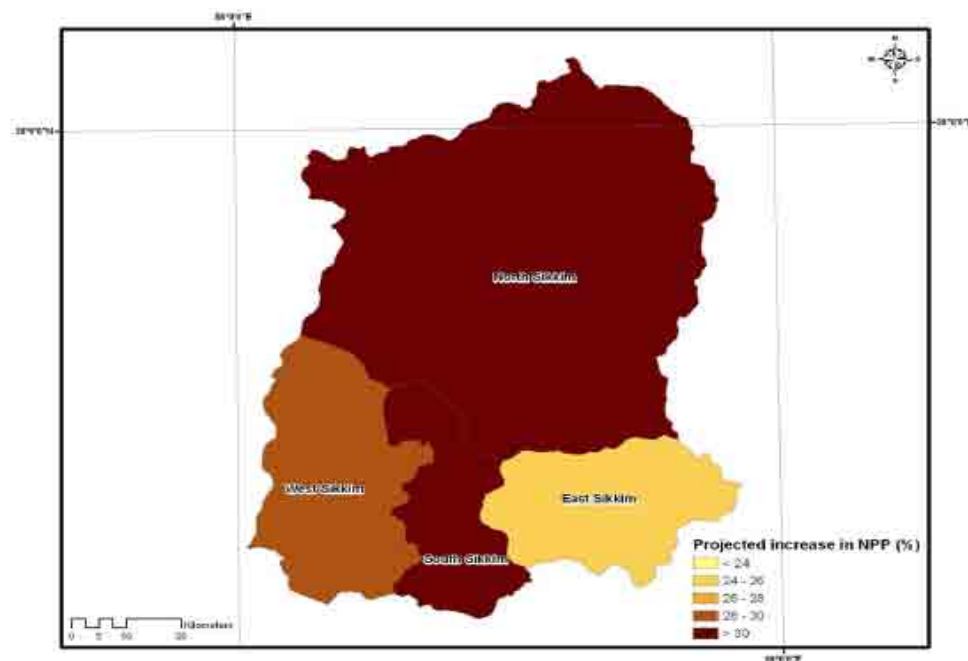 N
North Sikkim
West Sikkim
East Sikkim
South Sikkim
Projected increase in NPP (%)
< 24
24 - 26
26 - 28
28 - 30
> 30
Kilometers
0 5 10 20